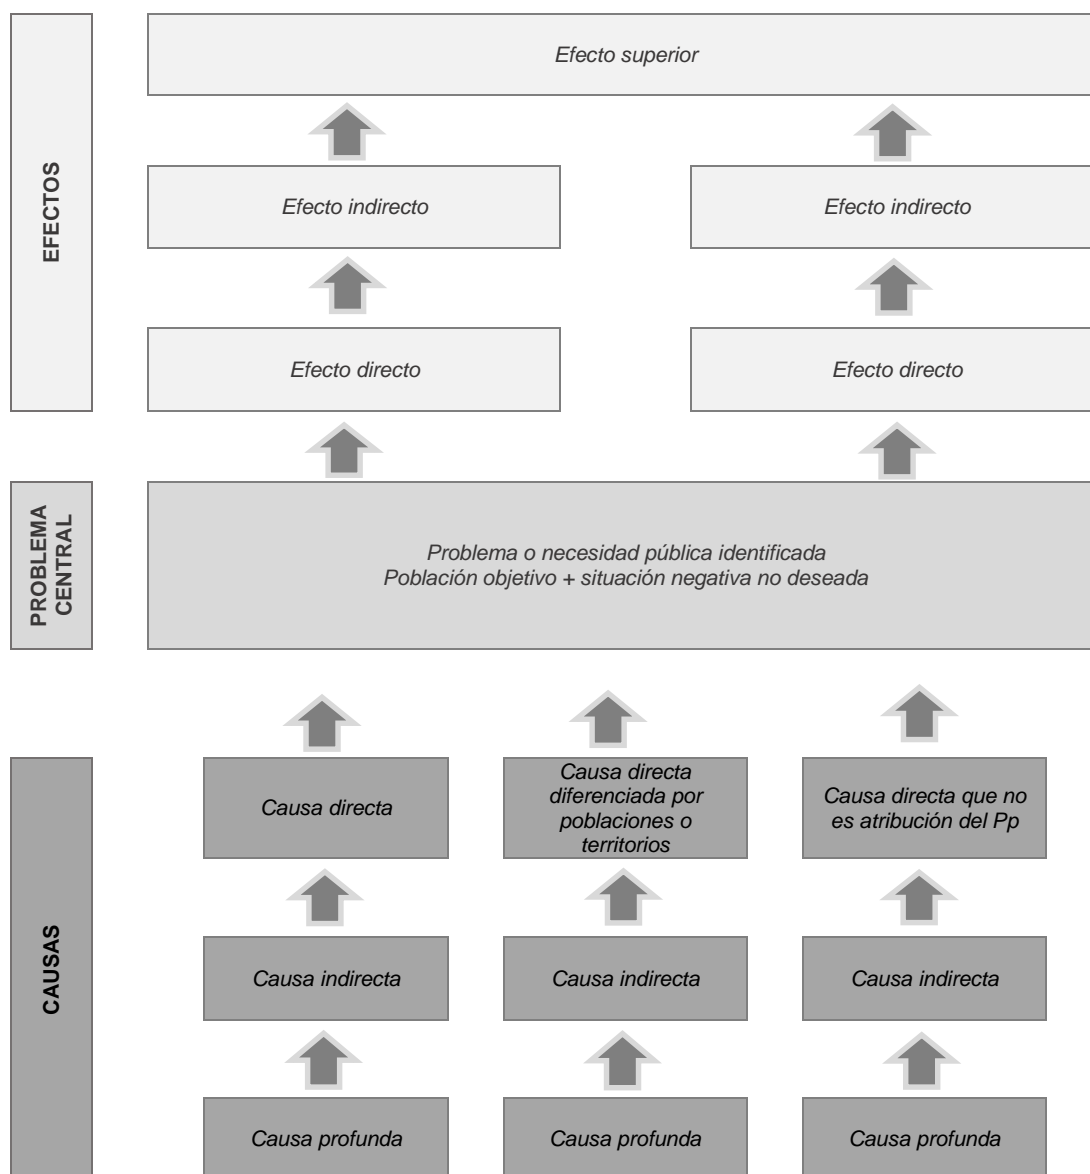 EFECTOS
Efecto superior
Efecto indirecto
Efecto indirecto
Efecto directo
Efecto directo
PROBLEMA
CENTRAL
Problema o necesidad pública identificada
Población objetivo + situación negativa no deseada
CAUSAS
Causa directa
Causa directa
diferenciada por
poblaciones o
territorios
Causa directa que no
es atribución del Pp
Causa indirecta
Causa indirecta
Causa indirecta
Causa profunda
Causa profunda
Causa profunda